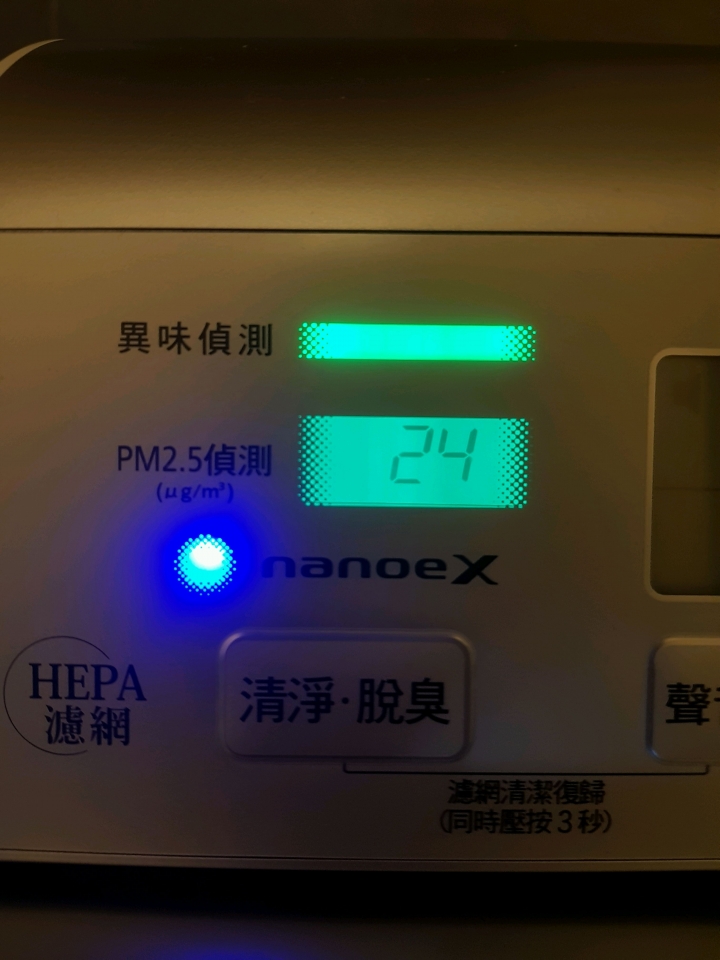 異味偵測
PM2.5偵測
24
(μg/m³)
nanoeX
HEPA
濾網
清淨·脫臭
聲
濾網清潔復歸
(同時壓按3秒)